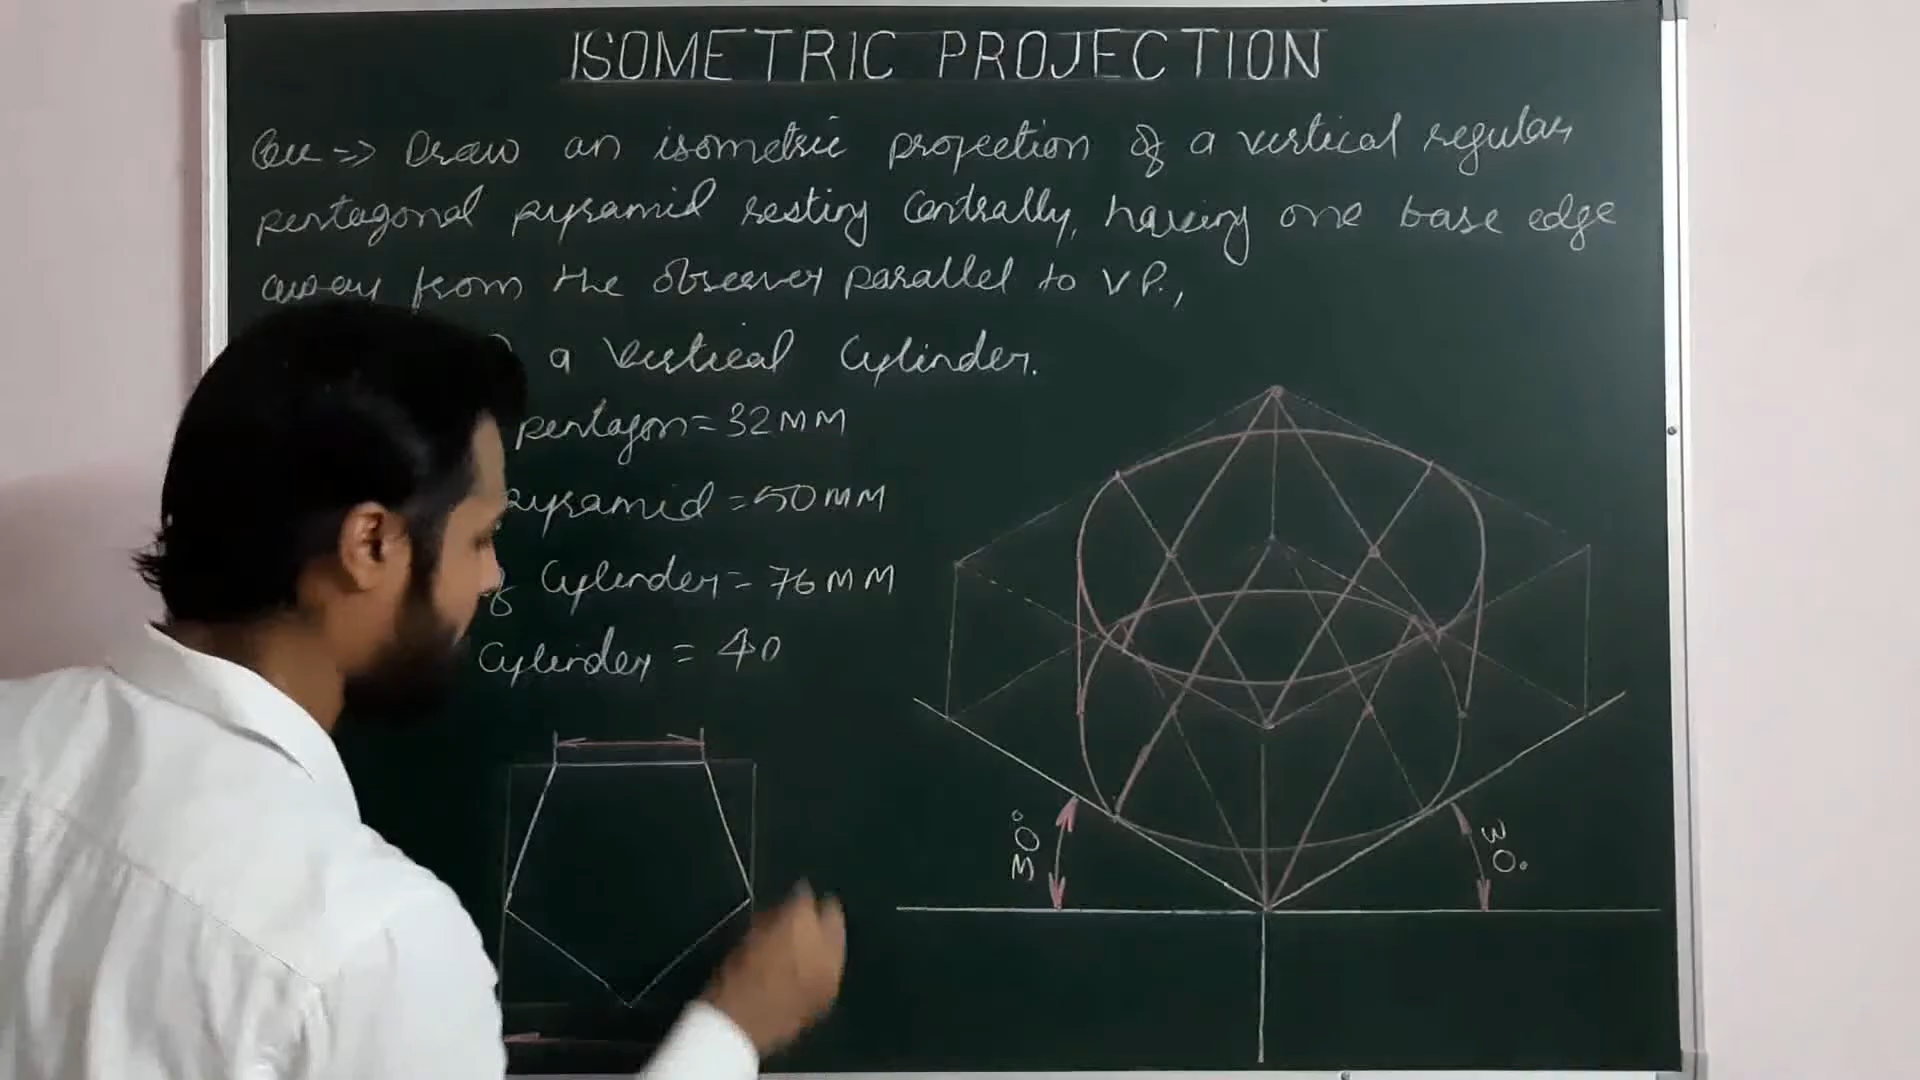 ISOMETRIC PROJECTION
Que => Draw an isometric projection of a vertical regular
pentagonal pyramid resting centrally, having one base edge
away from the observer parallel to V P.,
a vertical cylinder.
pentagon = 32 MM
pyramid = 50 MM
of cylinder = 76 MM
cylinder = 40
30°
30°